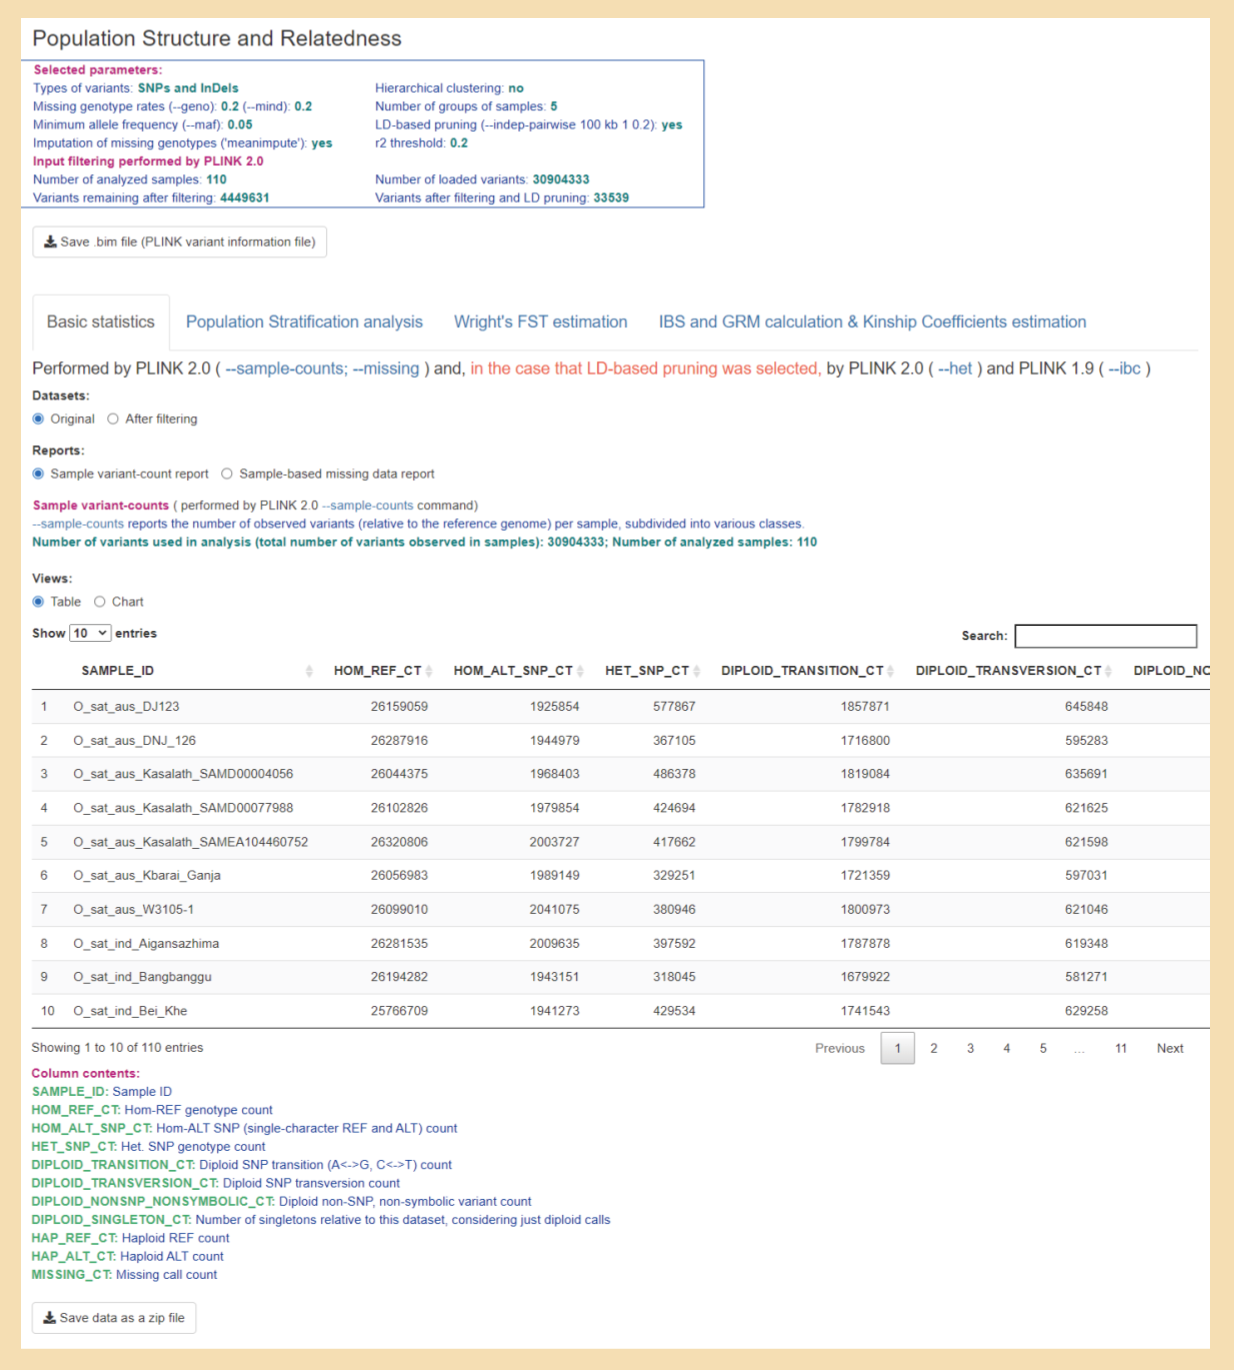 Population Structure and Relatedness
Selected parameters:
Types of variants: SNPs and InDels Hierarchical clustering: no
Missing genotype rates (--geno): 0.2 (--mind): 0.2 Number of groups of samples: 5
Minimum allele frequency (--maf): 0.05 LD-based pruning (--indep-pairwise 100 kb 1 0.2): yes
Imputation of missing genotypes ('meanimpute'): yes r2 threshold: 0.2
Input filtering performed by PLINK 2.0
Number of analyzed samples: 110 Number of loaded variants: 30904333
Variants remaining after filtering: 4449631 Variants after filtering and LD pruning: 33539
Save .bim file (PLINK variant information file)
Basic statistics Population Stratification analysis Wright's FST estimation IBS and GRM calculation & Kinship Coefficients estimation
Performed by PLINK 2.0 ( --sample-counts; --missing ) and, in the case that LD-based pruning was selected, by PLINK 2.0 ( --het ) and PLINK 1.9 ( --ibc )
Datasets:
Original After filtering
Reports:
Sample variant-count report Sample-based missing data report
Sample variant-counts ( performed by PLINK 2.0 --sample-counts command)
--sample-counts reports the number of observed variants (relative to the reference genome) per sample, subdivided into various classes.
Number of variants used in analysis (total number of variants observed in samples): 30904333; Number of analyzed samples: 110
Views:
Table Chart
Show 10 entries Search:
SAMPLE_ID HOM_REF_CT HOM_ALT_SNP_CT HET_SNP_CT DIPLOID_TRANSITION_CT DIPLOID_TRANSVERSION_CT DIPLOID_NO
1 O_sat_aus_DJ123 26159059 1925854 577867 1857871 645848
2 O_sat_aus_DNJ_126 26287916 1944979 367105 1716800 595283
3 O_sat_aus_Kasalath_SAMD00004056 26044375 1968403 486378 1819084 635691
4 O_sat_aus_Kasalath_SAMD00077988 26102826 1979854 424694 1782918 621625
5 O_sat_aus_Kasalath_SAMEA104460752 26320806 2003727 417662 1799784 621598
6 O_sat_aus_Kbarai_Ganja 26056983 1989149 329251 1721359 597031
7 O_sat_aus_W3105-1 26099010 2041075 380946 1800973 621046
8 O_sat_ind_Aigansazhima 26281535 2009635 397592 1787878 619348
9 O_sat_ind_Bangbanggu 26194282 1943151 318045 1679922 581271
10 O_sat_ind_Bei_Khe 25766709 1941273 429534 1741543 629258
Showing 1 to 10 of 110 entries Previous 1 2 3 4 5 … 11 Next
Column contents:
SAMPLE_ID: Sample ID
HOM_REF_CT: Hom-REF genotype count
HOM_ALT_SNP_CT: Hom-ALT SNP (single-character REF and ALT) count
HET_SNP_CT: Het. SNP genotype count
DIPLOID_TRANSITION_CT: Diploid SNP transition (A<->G, C<->T) count
DIPLOID_TRANSVERSION_CT: Diploid SNP transversion count
DIPLOID_NONSNP_NONSYMBOLIC_CT: Diploid non-SNP, non-symbolic variant count
DIPLOID_SINGLETON_CT: Number of singletons relative to this dataset, considering just diploid calls
HAP_REF_CT: Haploid REF count
HAP_ALT_CT: Haploid ALT count
MISSING_CT: Missing call count
Save data as a zip file